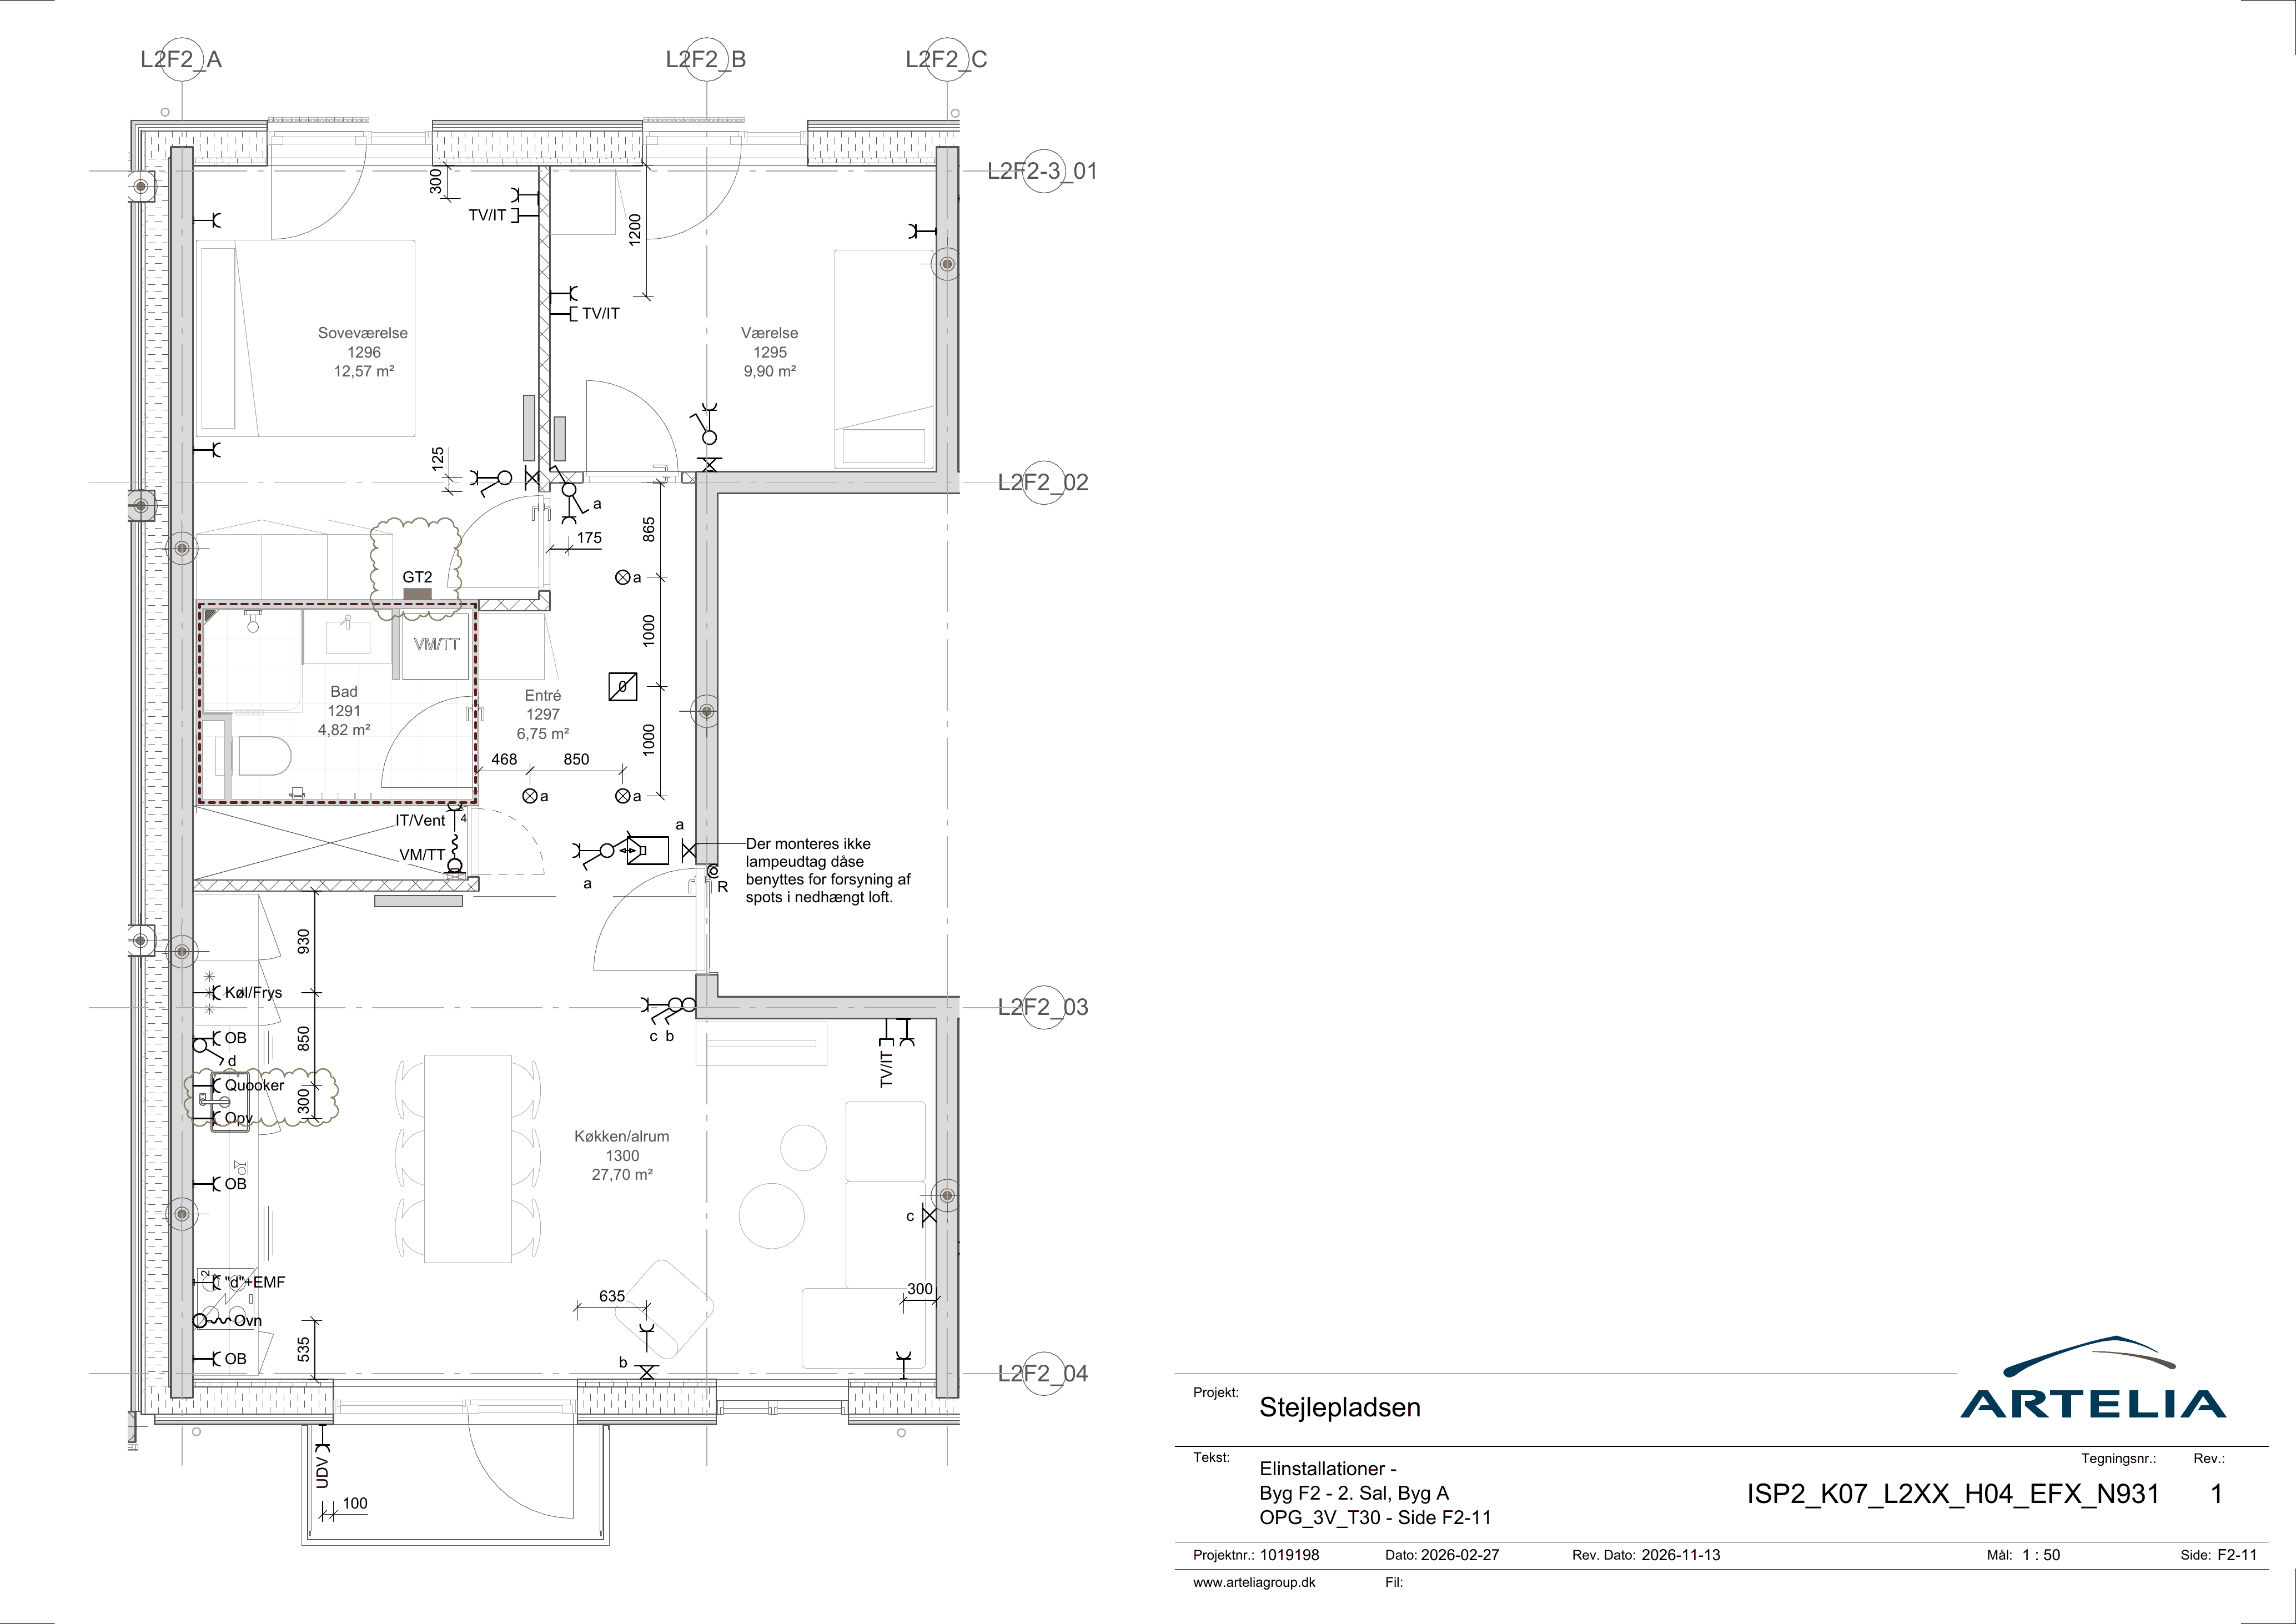 L2F2_A
L2F2_B
L2F2_C
L2F2-3_01
300
TV/IT
1200
TV/IT
Soveværelse
1296
12,57 m²
Værelse
1295
9,90 m²
125
L2F2_02
a
175
865
GT2
a
1000
VM/TT
Bad
1291
4,82 m²
Entré
1297
6,75 m²
0
1000
468
850
a
a
IT/Vent
4
VM/TT
a
a
R
Der monteres ikke
lampeudtag dåse
benyttes for forsyning af
spots i nedhængt loft.
930
Køl/Frys
850
OB
d
c b
L2F2_03
TV/IT
Quooker
300
Opv
Køkken/alrum
1300
27,70 m²
OB
c
2
"d"+EMF
Ovn
635
300
535
OB
b
L2F2_04
UDV
100
Projekt:
Stejlepladsen
ARTELIA
Tekst:
Elinstallationer -
Byg F2 - 2. Sal, Byg A
OPG_3V_T30 - Side F2-11
Tegningsnr.:
Rev.:
ISP2_K07_L2XX_H04_EFX_N931
1
Projektnr.: 1019198
Dato: 2026-02-27
Rev. Dato: 2026-11-13
Mål: 1 : 50
Side: F2-11
www.arteliagroup.dk
Fil: